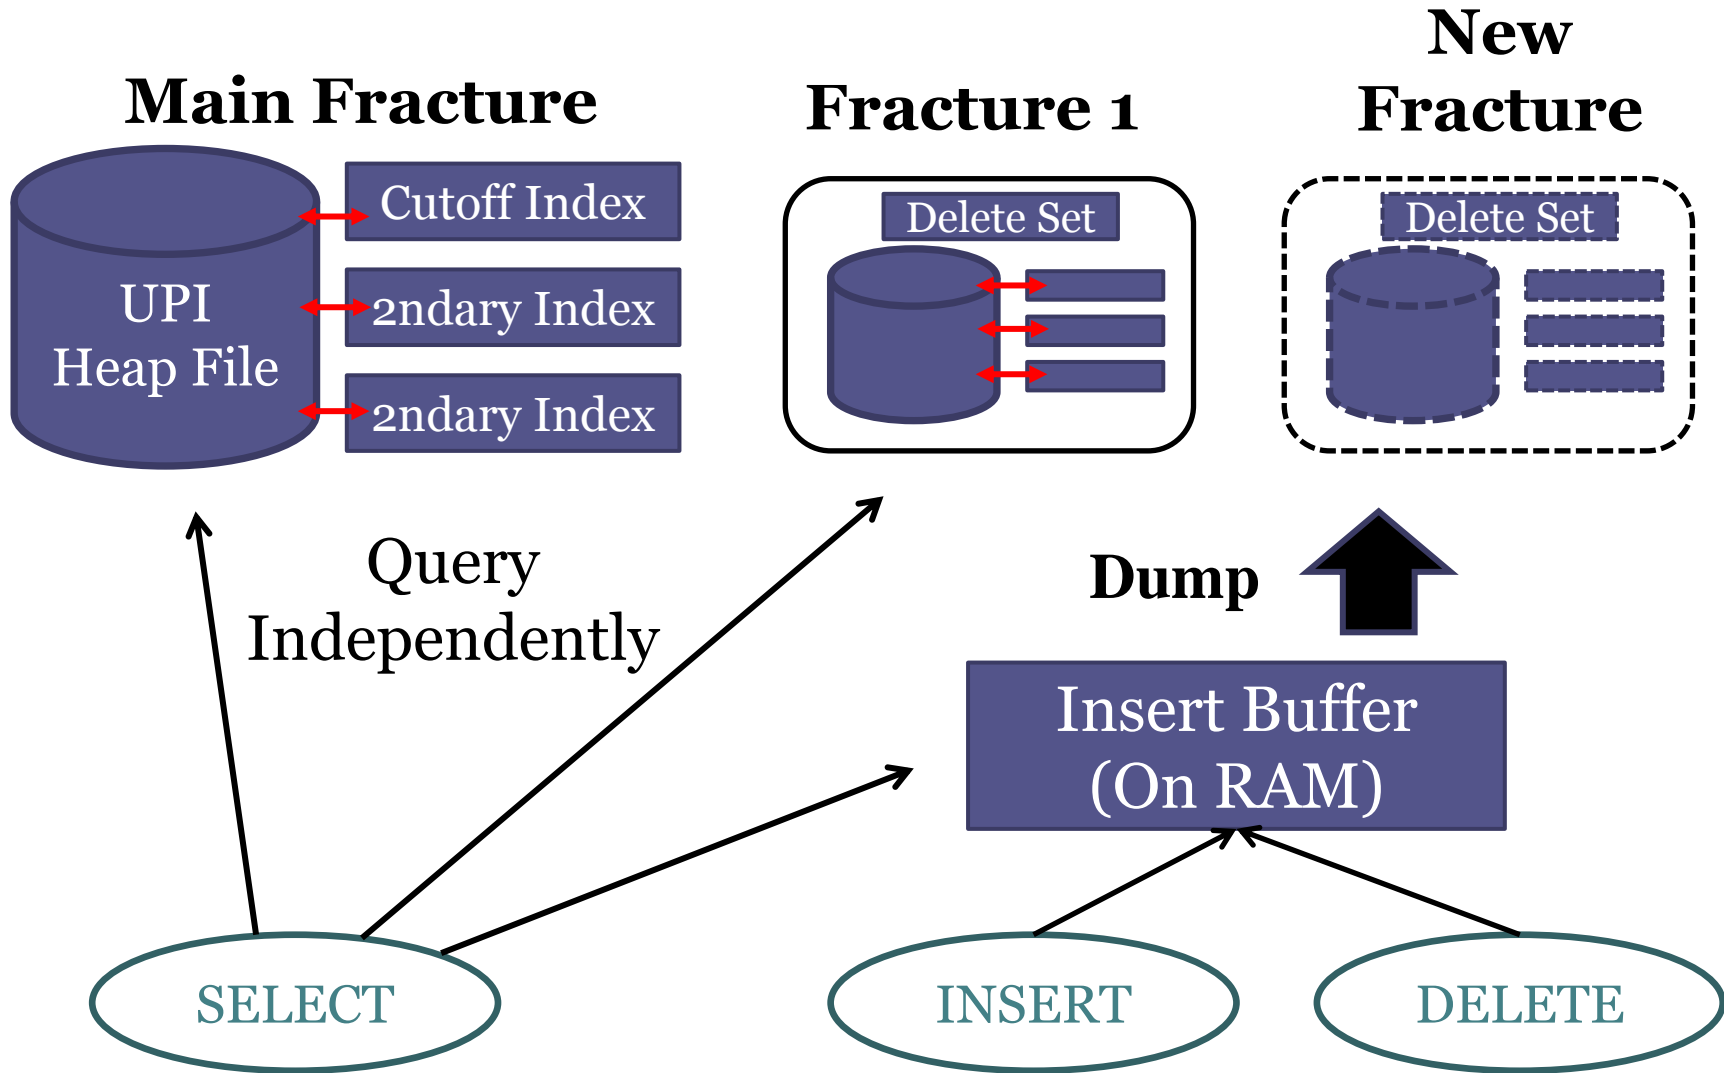 Main Fracture
Cutoff Index
UPI
Heap File
2ndary Index
2ndary Index
Fracture 1
Delete Set
New
Fracture
Delete Set
Query
Independently
Dump
Insert Buffer
(On RAM)
SELECT
INSERT
DELETE